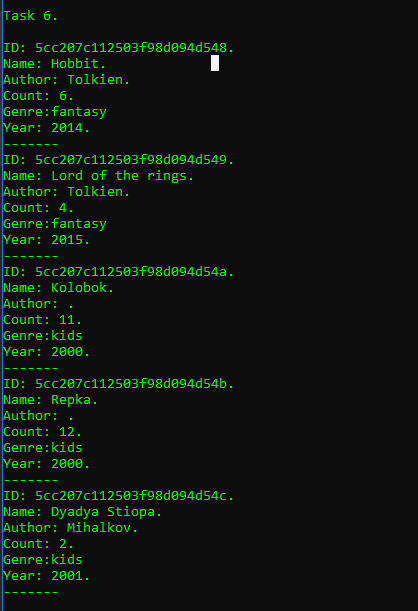 Task 6.
ID: 5cc207c112503f98d094d548.
Name: Hobbit.
Author: Tolkien.
Count: 6.
Genre:fantasy
Year: 2014.
-------
ID: 5cc207c112503f98d094d549.
Name: Lord of the rings.
Author: Tolkien.
Count: 4.
Genre:fantasy
Year: 2015.
-------
ID: 5cc207c112503f98d094d54a.
Name: Kolobok.
Author: .
Count: 11.
Genre:kids
Year: 2000.
-------
ID: 5cc207c112503f98d094d54b.
Name: Repka.
Author: .
Count: 12.
Genre:kids
Year: 2000.
-------
ID: 5cc207c112503f98d094d54c.
Name: Dyadya Stiopa.
Author: Mihalkov.
Count: 2.
Genre:kids
Year: 2001.
-------